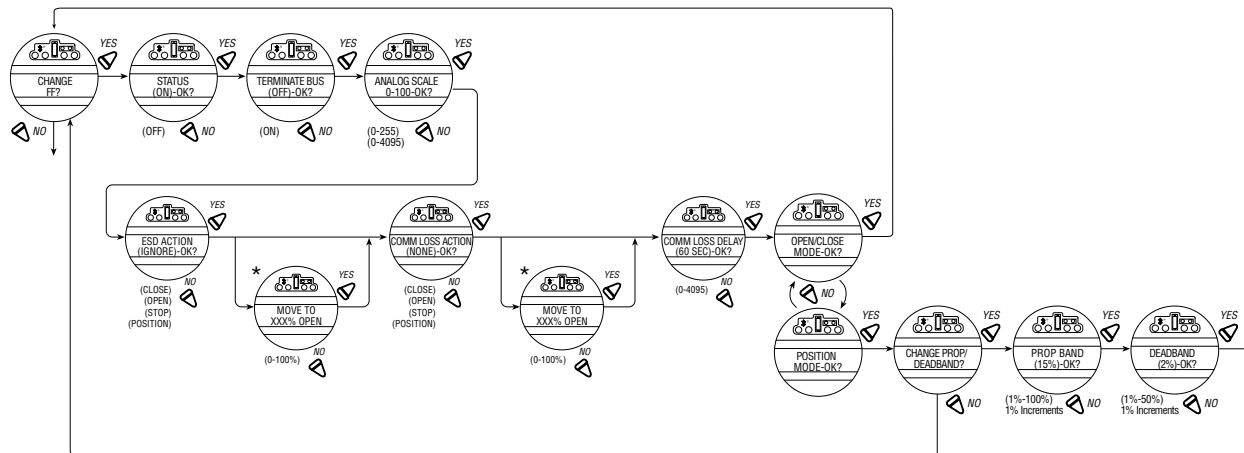 YES
YES
YES
YES
CHANGE
FF?
STATUS
(ON)-OK?
TERMINATE BUS
(OFF)-OK?
ANALOG SCALE
0-100-OK?
NO
(OFF)
NO
(ON)
NO
(0-255)
(0-4095)
NO
YES
YES
YES
YES
ESD ACTION
(IGNORE)-OK?
COMM LOSS ACTION
(NONE)-OK?
COMM LOSS DELAY
(60 SEC)-OK?
OPEN/CLOSE
MODE-OK?
NO
(CLOSE)
(OPEN)
(STOP)
(POSITION)
*
YES
MOVE TO
XXX% OPEN
(0-100%)
NO
NO
(CLOSE)
(OPEN)
(STOP)
(POSITION)
*
YES
MOVE TO
XXX% OPEN
(0-100%)
NO
NO
(0-4095)
NO
YES
YES
YES
YES
POSITION
MODE-OK?
CHANGE PROP/
DEADBAND?
PROP BAND
(15%)-OK?
DEADBAND
(2%)-OK?
NO
(1%-100%)
1% Increments
NO
(1%-50%)
1% Increments
NO